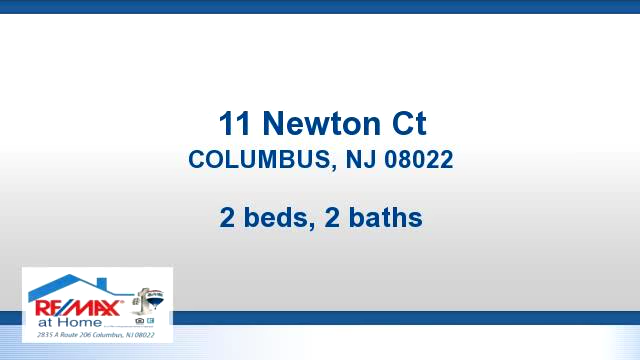 11 Newton Ct
COLUMBUS, NJ 08022
2 beds, 2 baths
RE/MAX
at Home
2835 A Route 206 Columbus, NJ 08022